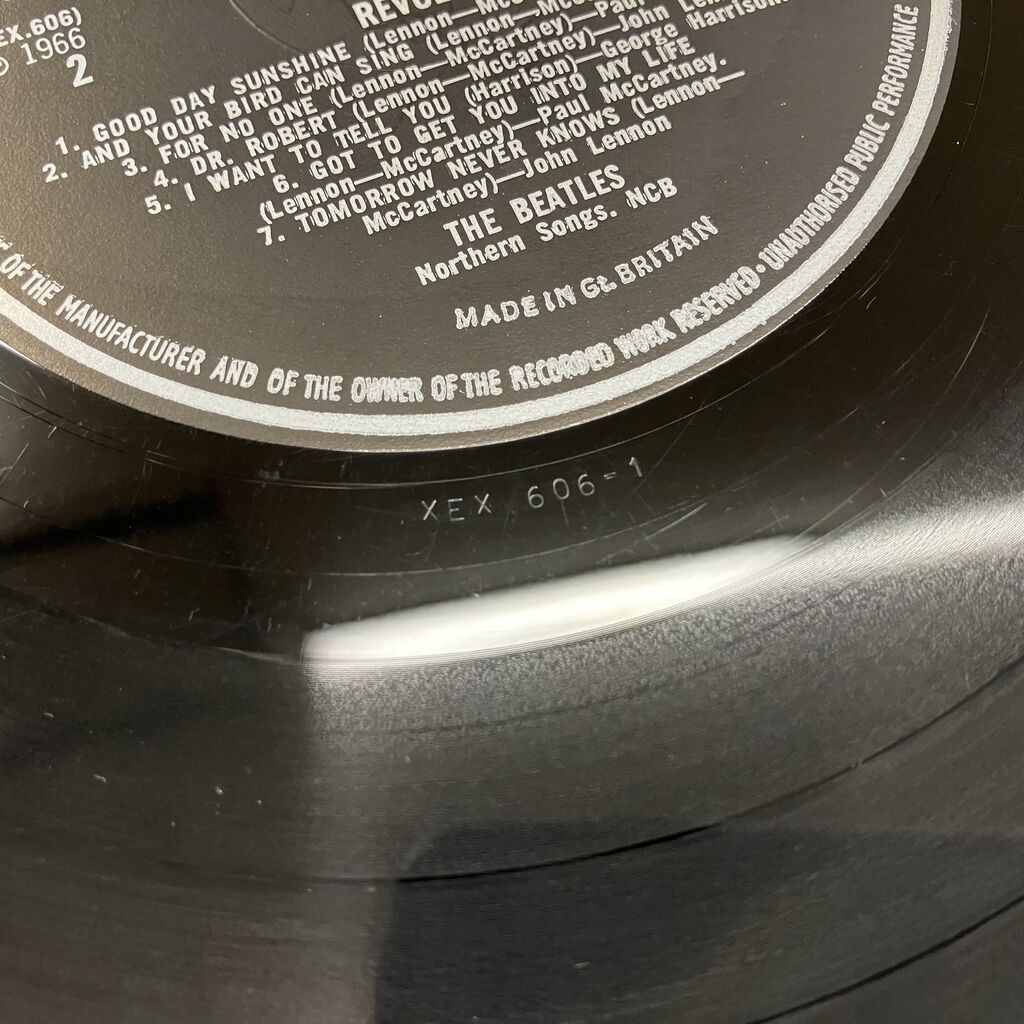 EX.606)
℗ 1966
2
1. GOOD DAY SUNSHINE (Lennon—McC
2. AND YOUR BIRD CAN SING (Lennon—McC
3. FOR NO ONE (Lennon—McCartney)—Paul
4. DR. ROBERT (Lennon—McCartney)—John Len
5. I WANT TO TELL YOU (Harrison)—George Harrison
6. GOT TO GET YOU INTO MY LIFE
(Lennon—McCartney)—Paul McCartney.
7. TOMORROW NEVER KNOWS (Lennon—
McCartney)—John Lennon
THE BEATLES
Northern Songs. NCB
MADE IN Gt. BRITAIN
OF THE MANUFACTURER AND OF THE OWNER OF THE RECORDED WORK RESERVED · UNAUTHORISED PUBLIC PERFORMANCE
XEX 606-1